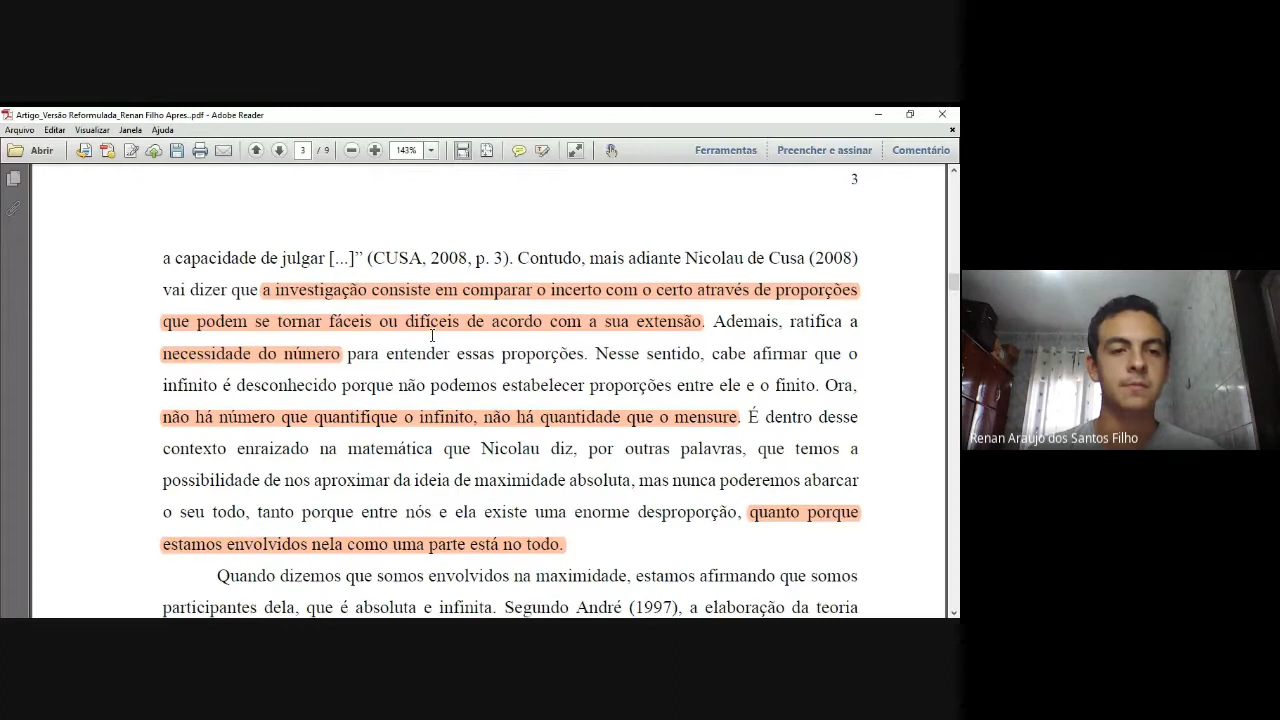 Artigo_Versão Reformulada_Renan Filho Apres..pdf - Adobe Reader
Arquivo Editar Visualizar Janela Ajuda
Abrir 3 / 9 143% Ferramentas Preencher e assinar Comentário
3
a capacidade de julgar [...]” (CUSA, 2008, p. 3). Contudo, mais adiante Nicolau de Cusa (2008)
vai dizer que a investigação consiste em comparar o incerto com o certo através de proporções
que podem se tornar fáceis ou difíceis de acordo com a sua extensão. Ademais, ratifica a
necessidade do número para entender essas proporções. Nesse sentido, cabe afirmar que o
infinito é desconhecido porque não podemos estabelecer proporções entre ele e o finito. Ora,
não há número que quantifique o infinito, não há quantidade que o mensure. É dentro desse
contexto enraizado na matemática que Nicolau diz, por outras palavras, que temos a
possibilidade de nos aproximar da ideia de maximidade absoluta, mas nunca poderemos abarcar
o seu todo, tanto porque entre nós e ela existe uma enorme desproporção, quanto porque
estamos envolvidos nela como uma parte está no todo.
Quando dizemos que somos envolvidos na maximidade, estamos afirmando que somos
participantes dela, que é absoluta e infinita. Segundo André (1997), a elaboração da teoria
Renan Araújo dos Santos Filho